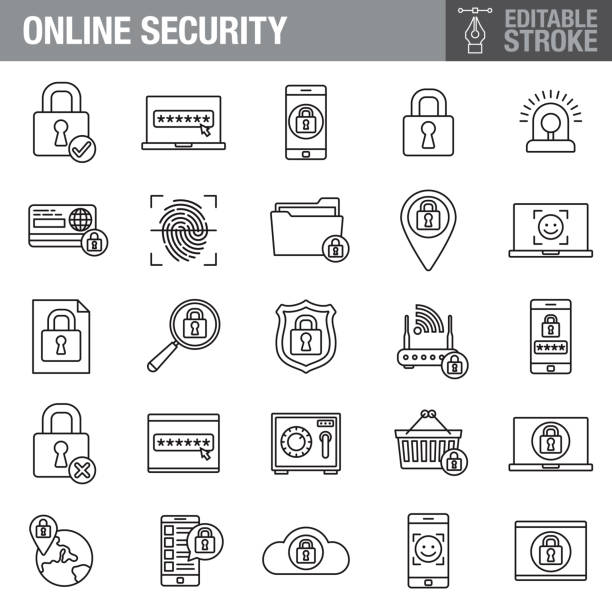 ONLINE SECURITY
EDITABLE
STROKE
******
****
******